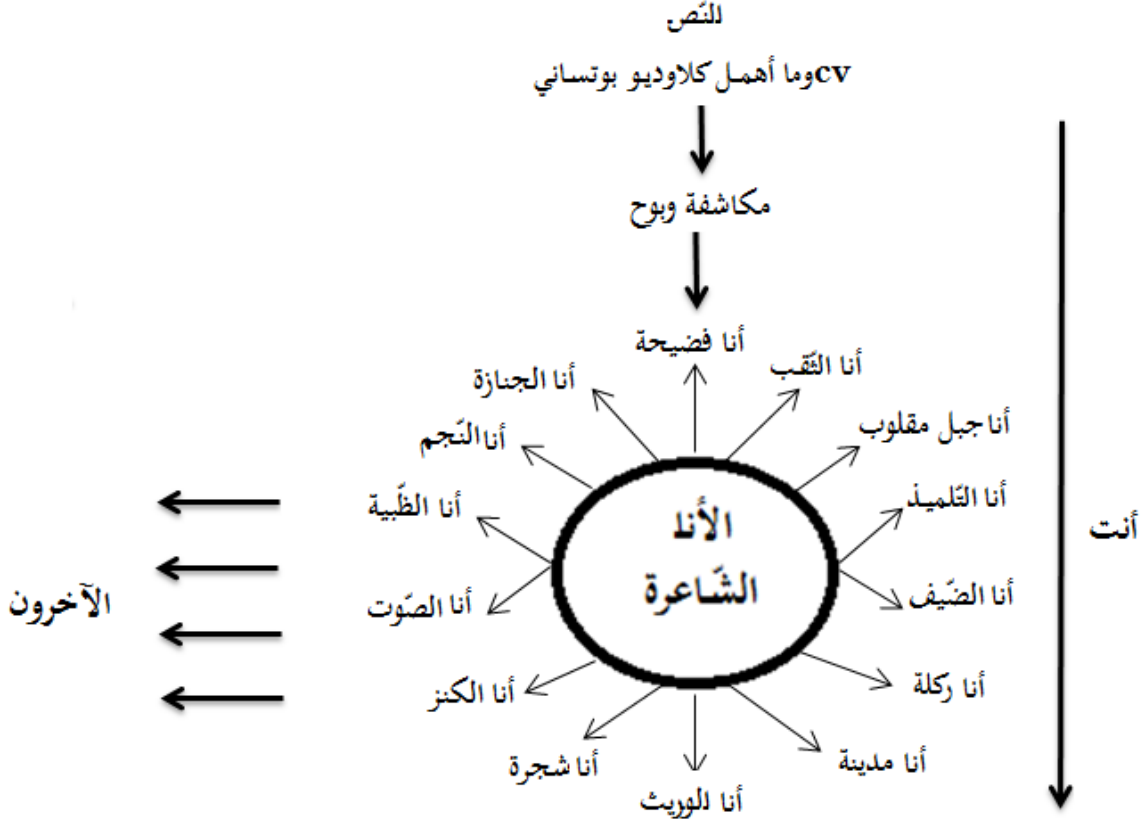 النّص
cvوما أهمل كلاوديو بوتساني
مكاشفة وبوح
أنا فضيحة
أنا الثّقب
أنا الجنازة
أنا جبل مقلوب
أنا النّجم
أنا التّلميذ
أنا الظّبية
الأنا
الشّاعرة
أنت
أنا الضّيف
أنا الصّوت
الآخرون
أنا ركلة
أنا الكنز
أنا مدينة
أنا شجرة
أنا الوريث